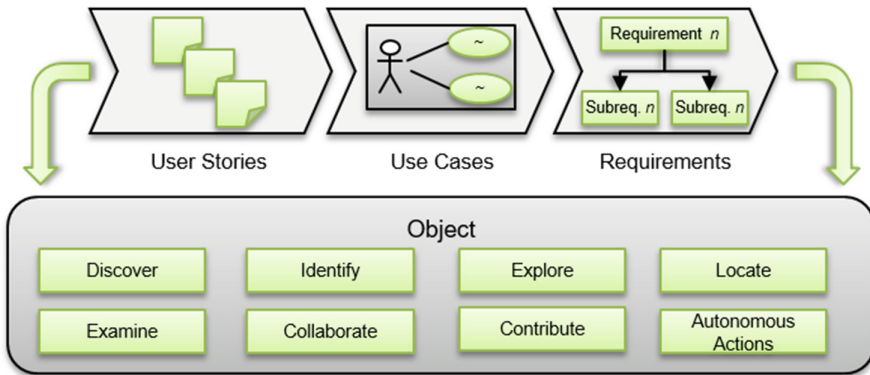 ~
~
Requirement n
Subreq. n Subreq. n
User Stories Use Cases Requirements
Object
Discover Identify Explore Locate
Examine Collaborate Contribute Autonomous
Actions